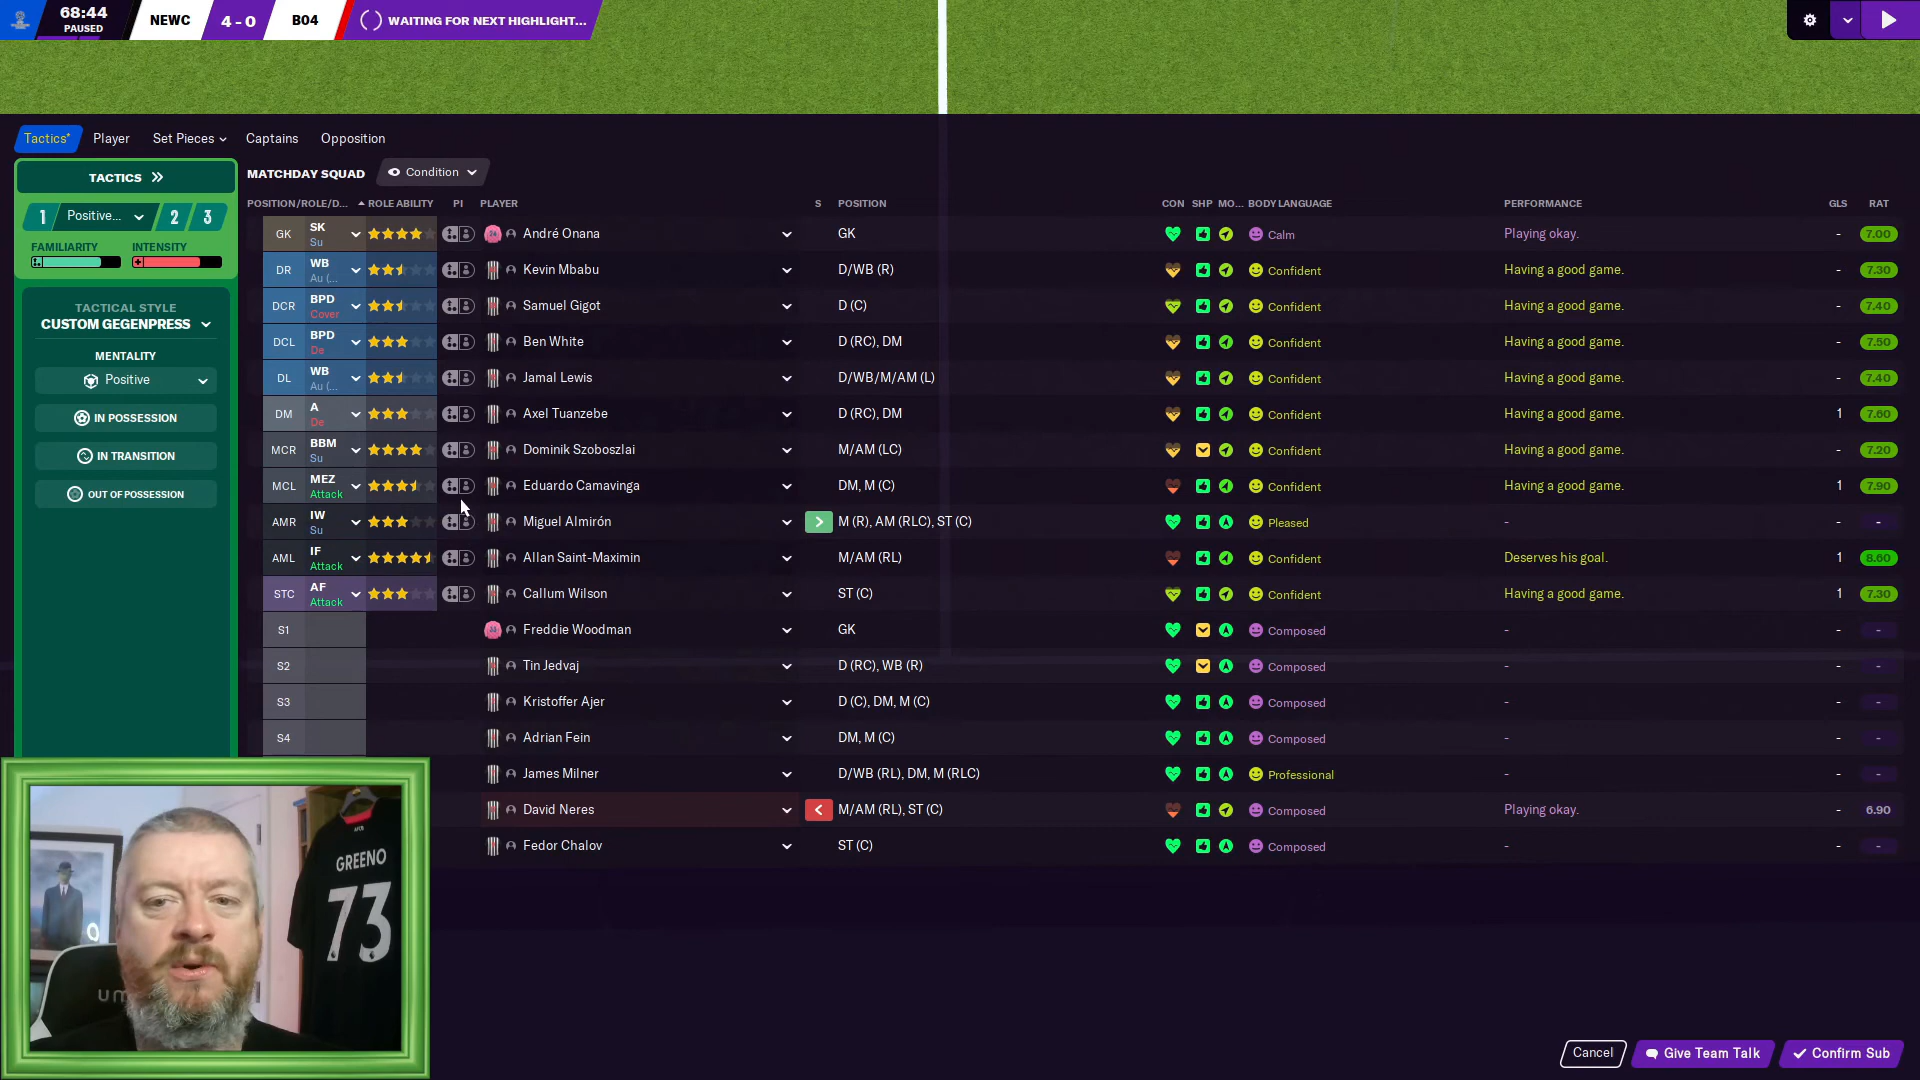 68:44
PAUSED
NEWC
4 - 0
B04
WAITING FOR NEXT HIGHLIGHT...
Tactics*
Player
Set Pieces
Captains
Opposition
TACTICS
1 Positive... 2 3
FAMILIARITY INTENSITY
TACTICAL STYLE
CUSTOM GEGENPRESS
MENTALITY
Positive
IN POSSESSION
IN TRANSITION
OUT OF POSSESSION
MATCHDAY SQUAD
Condition
POSITION/ROLE/D... ROLE ABILITY PI PLAYER S POSITION CON SHP MO... BODY LANGUAGE PERFORMANCE GLS RAT
GK SK Su André Onana GK Calm Playing okay. - 7.00
DR WB Au (... Kevin Mbabu D/WB (R) Confident Having a good game. - 7.30
DCR BPD Cover Samuel Gigot D (C) Confident Having a good game. - 7.40
DCL BPD De Ben White D (RC), DM Confident Having a good game. - 7.50
DL WB Au (... Jamal Lewis D/WB/M/AM (L) Confident Having a good game. - 7.40
DM A De Axel Tuanzebe D (RC), DM Confident Having a good game. 1 7.60
MCR BBM Su Dominik Szoboszlai M/AM (LC) Confident Having a good game. - 7.20
MCL MEZ Attack Eduardo Camavinga DM, M (C) Confident Having a good game. 1 7.90
AMR IW Su Miguel Almirón M (R), AM (RLC), ST (C) Pleased - - -
AML IF Attack Allan Saint-Maximin M/AM (RL) Confident Deserves his goal. 1 8.60
STC AF Attack Callum Wilson ST (C) Confident Having a good game. 1 7.30
S1 Freddie Woodman GK Composed - - -
S2 Tin Jedvaj D (RC), WB (R) Composed - - -
S3 Kristoffer Ajer D (C), DM, M (C) Composed - - -
S4 Adrian Fein DM, M (C) Composed - - -
James Milner D/WB (RL), DM, M (RLC) Professional - - -
David Neres M/AM (RL), ST (C) Composed Playing okay. - 6.90
Fedor Chalov ST (C) Composed - - -
AFCB
GREENO
73
um
Cancel
Give Team Talk
Confirm Sub